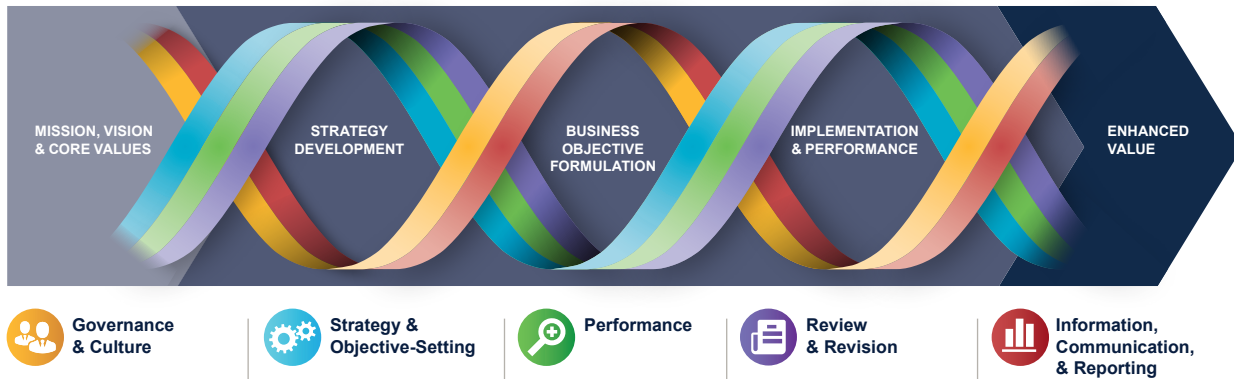 MISSION, VISION
& CORE VALUES
STRATEGY
DEVELOPMENT
BUSINESS
OBJECTIVE
FORMULATION
IMPLEMENTATION
& PERFORMANCE
ENHANCED
VALUE
Governance
& Culture
Strategy &
Objective-Setting
Performance
Review
& Revision
Information,
Communication,
& Reporting